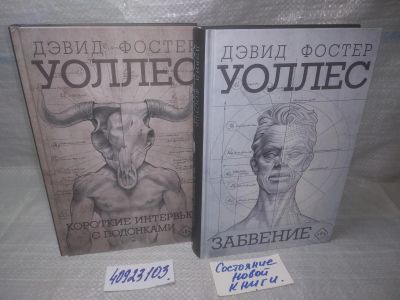 ДЭВИД ФОСТЕР
УОЛЛЕС
КОРОТКИЕ ИНТЕРВЬЮ
С ПОДОНКАМИ
ДЭВИД ФОСТЕР
УОЛЛЕС
ЗАБВЕНИЕ
40923103.
Состояние
новой
книги.